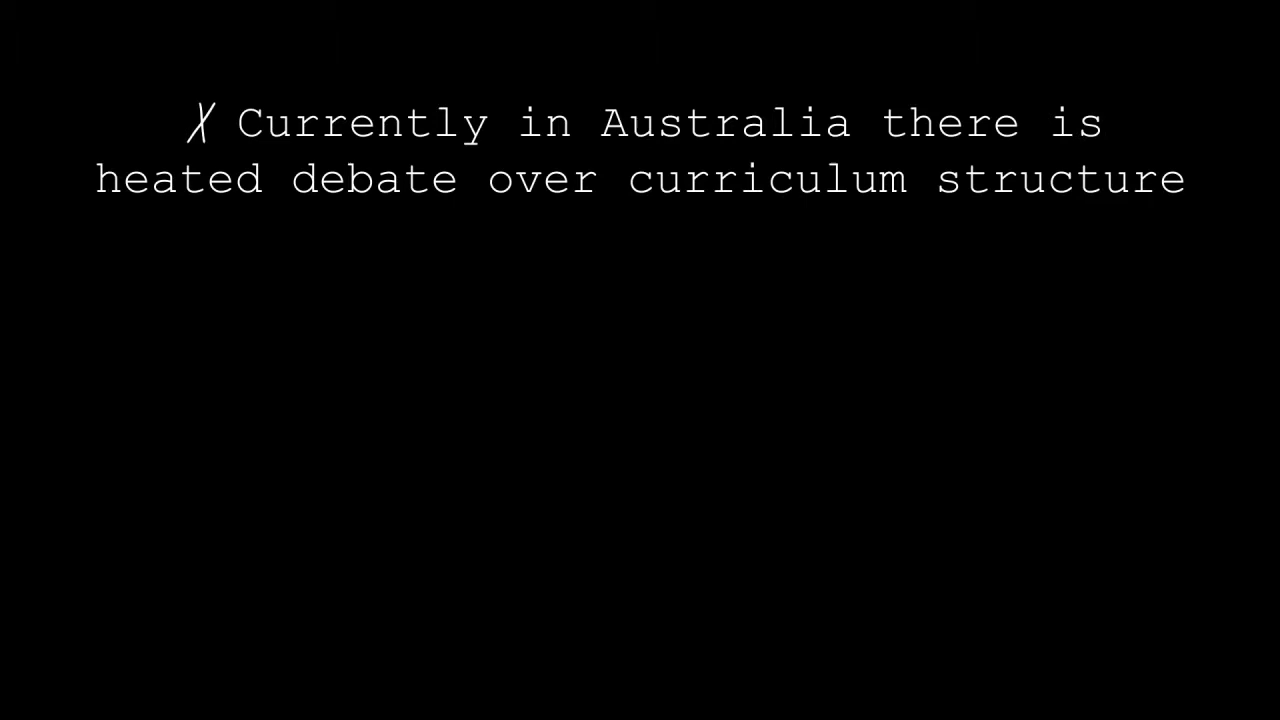 ✗ Currently in Australia there is
heated debate over curriculum structure